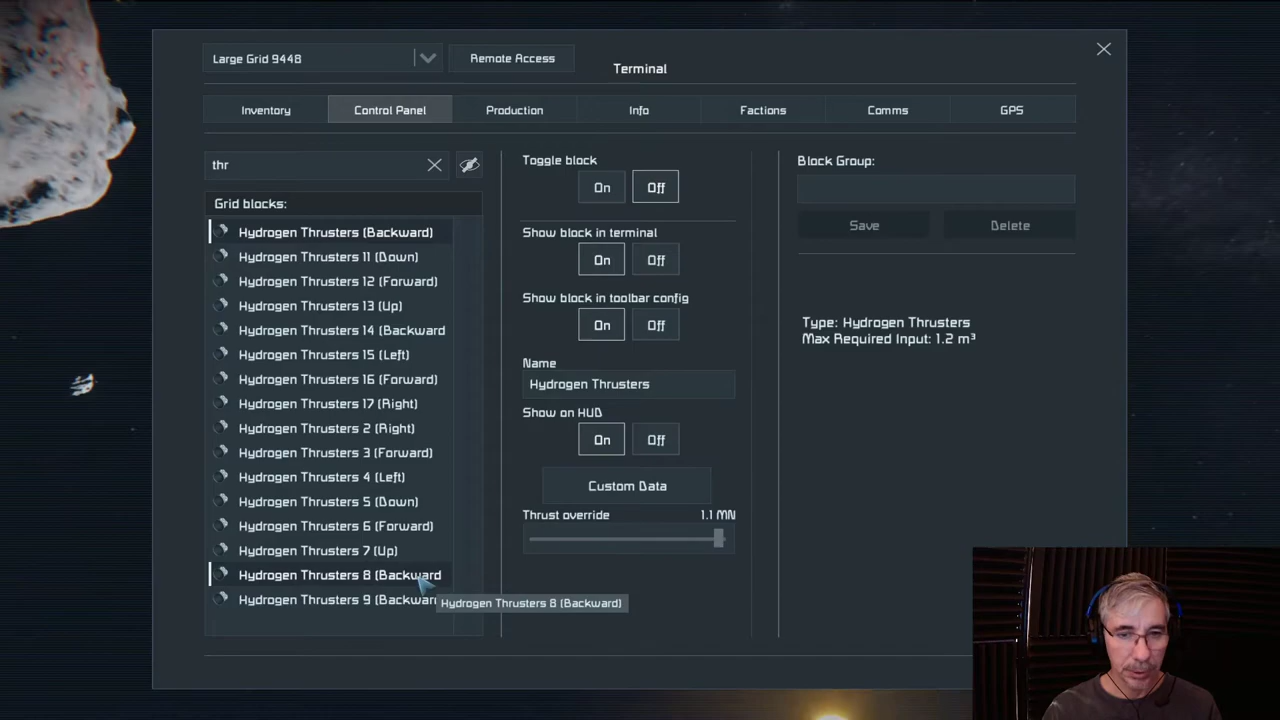 Large Grid 9448
Remote Access
Terminal
Inventory
Control Panel
Production
Info
Factions
Comms
GPS
thr
Grid blocks:
Hydrogen Thrusters (Backward)
Hydrogen Thrusters 11 (Down)
Hydrogen Thrusters 12 (Forward)
Hydrogen Thrusters 13 (Up)
Hydrogen Thrusters 14 (Backward
Hydrogen Thrusters 15 (Left)
Hydrogen Thrusters 16 (Forward)
Hydrogen Thrusters 17 (Right)
Hydrogen Thrusters 2 (Right)
Hydrogen Thrusters 3 (Forward)
Hydrogen Thrusters 4 (Left)
Hydrogen Thrusters 5 (Down)
Hydrogen Thrusters 6 (Forward)
Hydrogen Thrusters 7 (Up)
Hydrogen Thrusters 8 (Backward
Hydrogen Thrusters 9 (Backwar
Hydrogen Thrusters 8 (Backward)
Toggle block
On Off
Show block in terminal
On Off
Show block in toolbar config
On Off
Name
Hydrogen Thrusters
Show on HUD
On Off
Custom Data
Thrust override 1.1 MN
Block Group:
Save
Delete
Type: Hydrogen Thrusters
Max Required Input: 1.2 m³